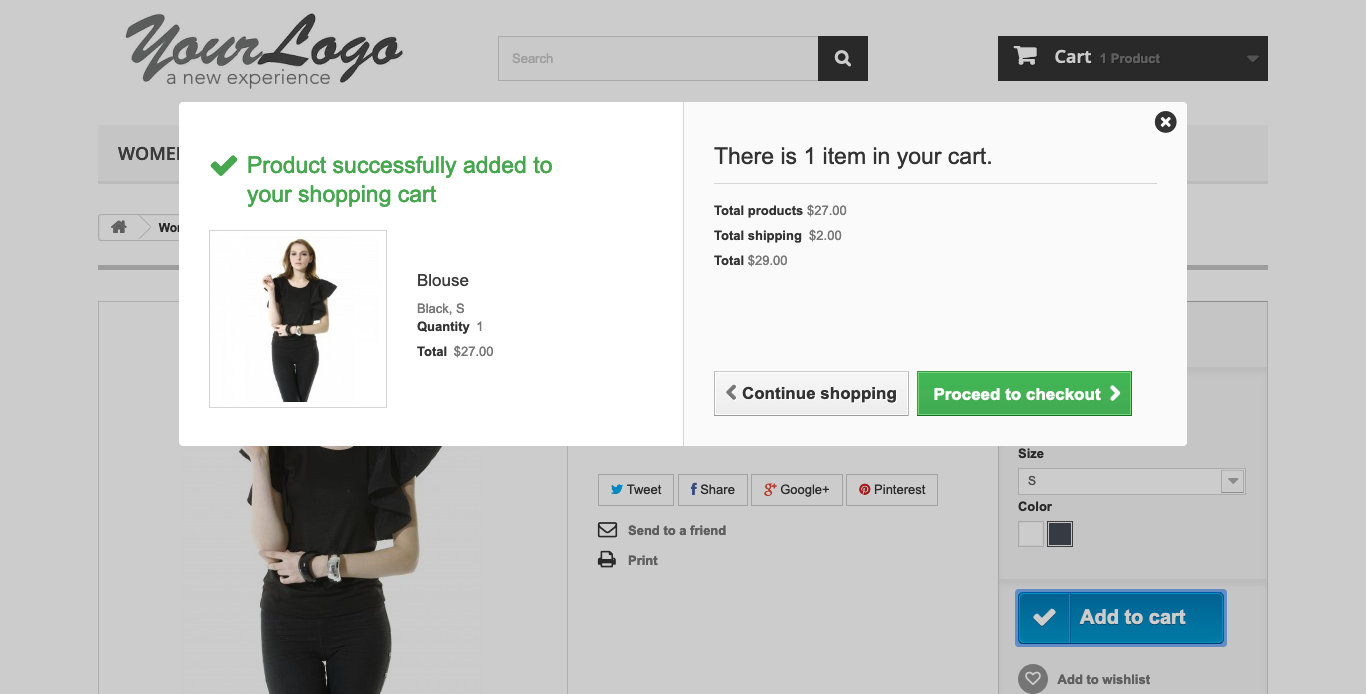 YourLogo
a new experience
Search
Cart 1 Product
Product successfully added to
your shopping cart
Blouse
Black, S
Quantity 1
Total $27.00
There is 1 item in your cart.
Total products $27.00
Total shipping $2.00
Total $29.00
Continue shopping
Proceed to checkout
Tweet
Share
Google+
Pinterest
Send to a friend
Print
Size
S
Color
Add to cart
Add to wishlist